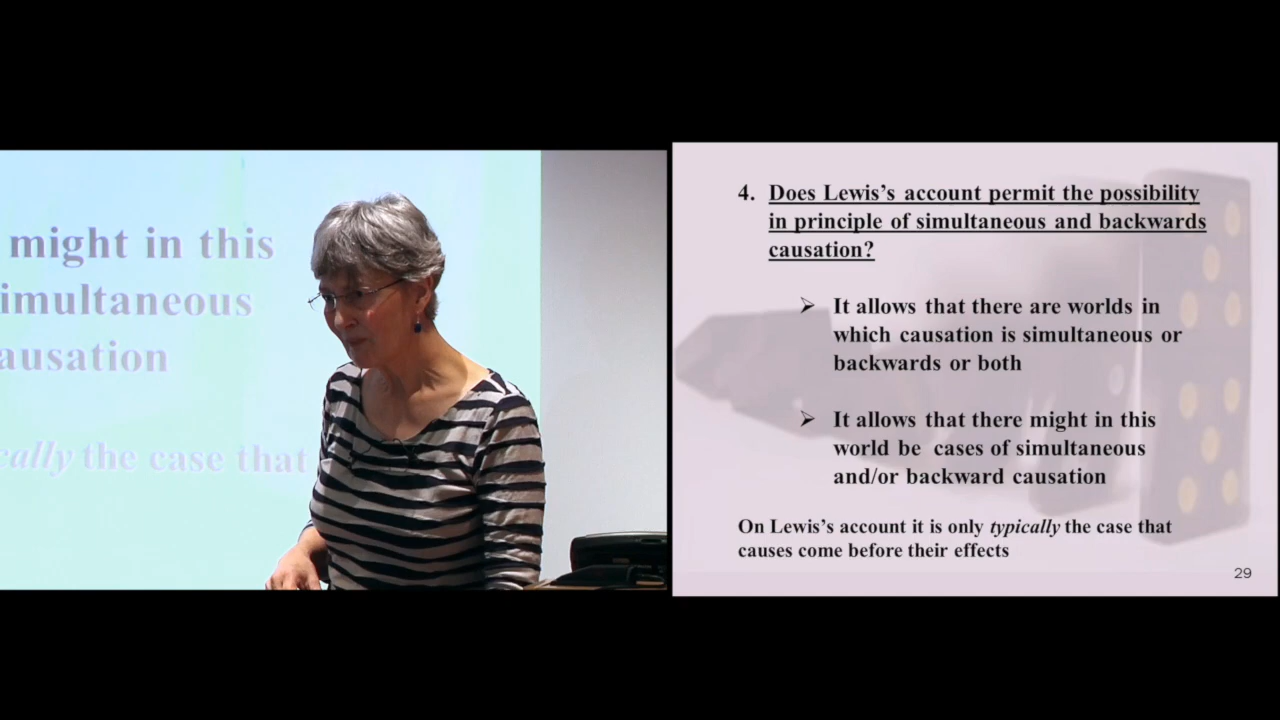 might in this
imultaneous
ausation
cally the case that
4. Does Lewis's account permit the possibility
in principle of simultaneous and backwards
causation?
➢ It allows that there are worlds in
which causation is simultaneous or
backwards or both
➢ It allows that there might in this
world be cases of simultaneous
and/or backward causation
On Lewis's account it is only typically the case that
causes come before their effects
29